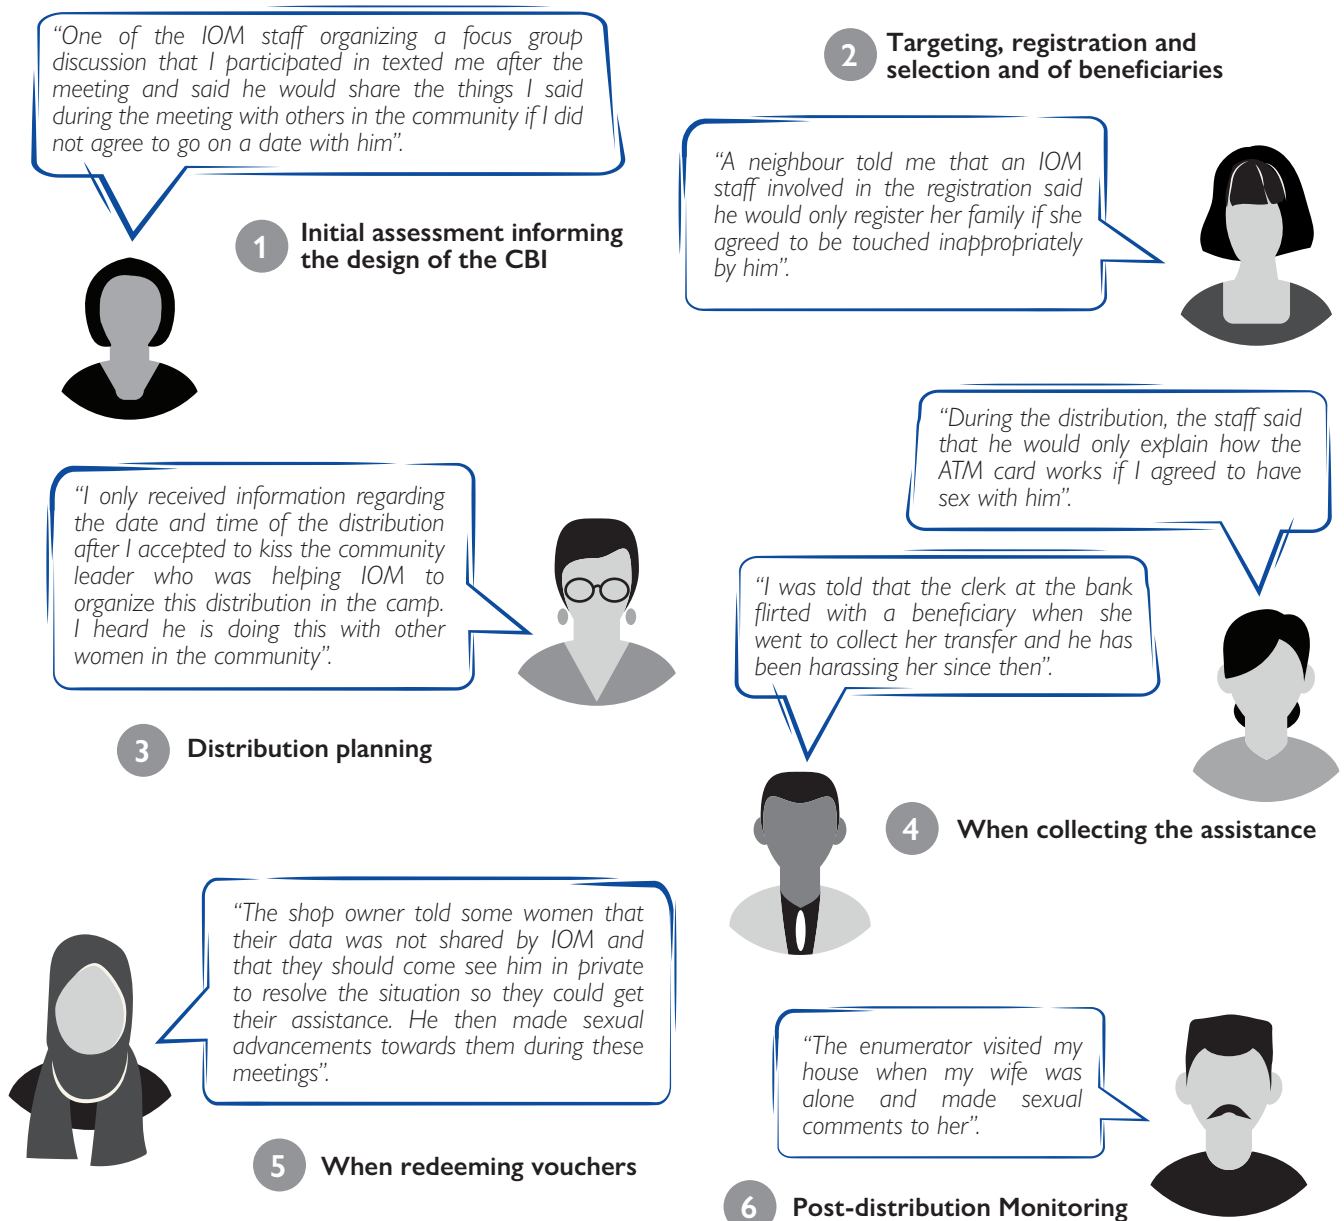 “One of the IOM staff organizing a focus group
discussion that I participated in texted me after the
meeting and said he would share the things I said
during the meeting with others in the community if I did
not agree to go on a date with him”.
1
Initial assessment informing
the design of the CBI
2
Targeting, registration and
selection and of beneficiaries
“A neighbour told me that an IOM
staff involved in the registration said
he would only register her family if she
agreed to be touched inappropriately
by him”.
“I only received information regarding
the date and time of the distribution
after I accepted to kiss the community
leader who was helping IOM to
organize this distribution in the camp.
I heard he is doing this with other
women in the community”.
3
Distribution planning
“During the distribution, the staff said
that he would only explain how the
ATM card works if I agreed to have
sex with him”.
“I was told that the clerk at the bank
flirted with a beneficiary when she
went to collect her transfer and he has
been harassing her since then”.
4
When collecting the assistance
“The shop owner told some women that
their data was not shared by IOM and
that they should come see him in private
to resolve the situation so they could get
their assistance. He then made sexual
advancements towards them during these
meetings”.
5
When redeeming vouchers
“The enumerator visited my
house when my wife was
alone and made sexual
comments to her”.
6
Post-distribution Monitoring